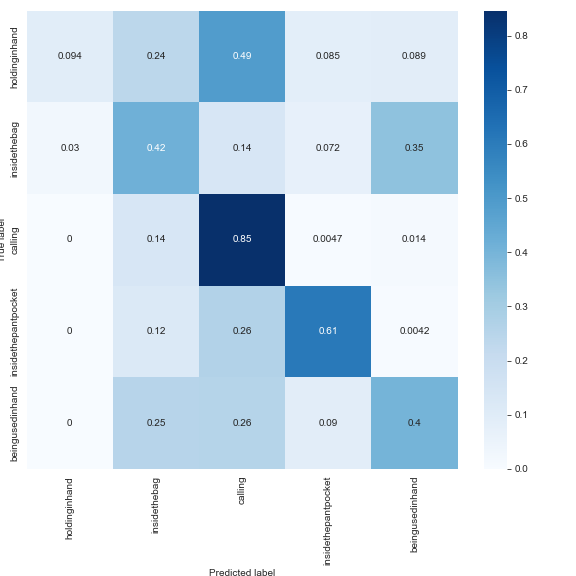 holdinginhand 0.094 0.24 0.49 0.085 0.089
insidethebag 0.03 0.42 0.14 0.072 0.35
True label
calling 0 0.14 0.85 0.0047 0.014
insidethepantpocket 0 0.12 0.26 0.61 0.0042
beingusedinhand 0 0.25 0.26 0.09 0.4
holdinginhand insidethebag calling insidethepantpocket beingusedinhand
Predicted label
0.8
0.7
0.6
0.5
0.4
0.3
0.2
0.1
0.0